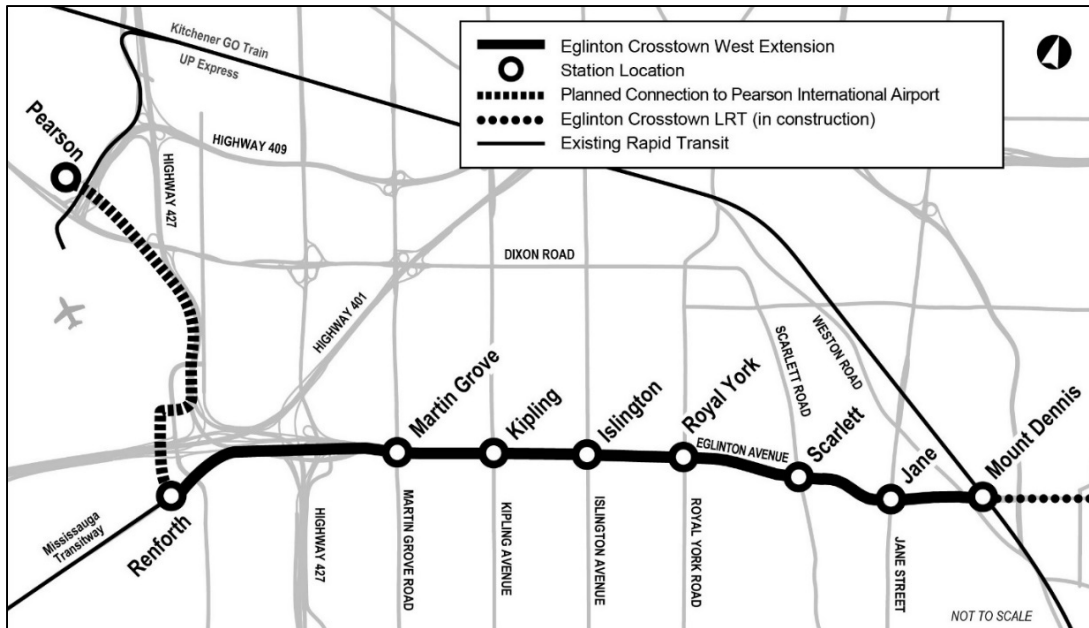 Kitchener GO Train
UP Express
Eglinton Crosstown West Extension
Station Location
Planned Connection to Pearson International Airport
Eglinton Crosstown LRT (in construction)
Existing Rapid Transit
Pearson
HIGHWAY 409
HIGHWAY 427
DIXON ROAD
HIGHWAY 401
SCARLETT ROAD
WESTON ROAD
Martin Grove
Kipling
Islington
Royal York
EGLINTON AVENUE
Scarlett
Jane
Mount Dennis
Mississauga
Transitway
Renforth
HIGHWAY 427
MARTIN GROVE ROAD
KIPLING AVENUE
ISLINGTON AVENUE
ROYAL YORK ROAD
JANE STREET
NOT TO SCALE